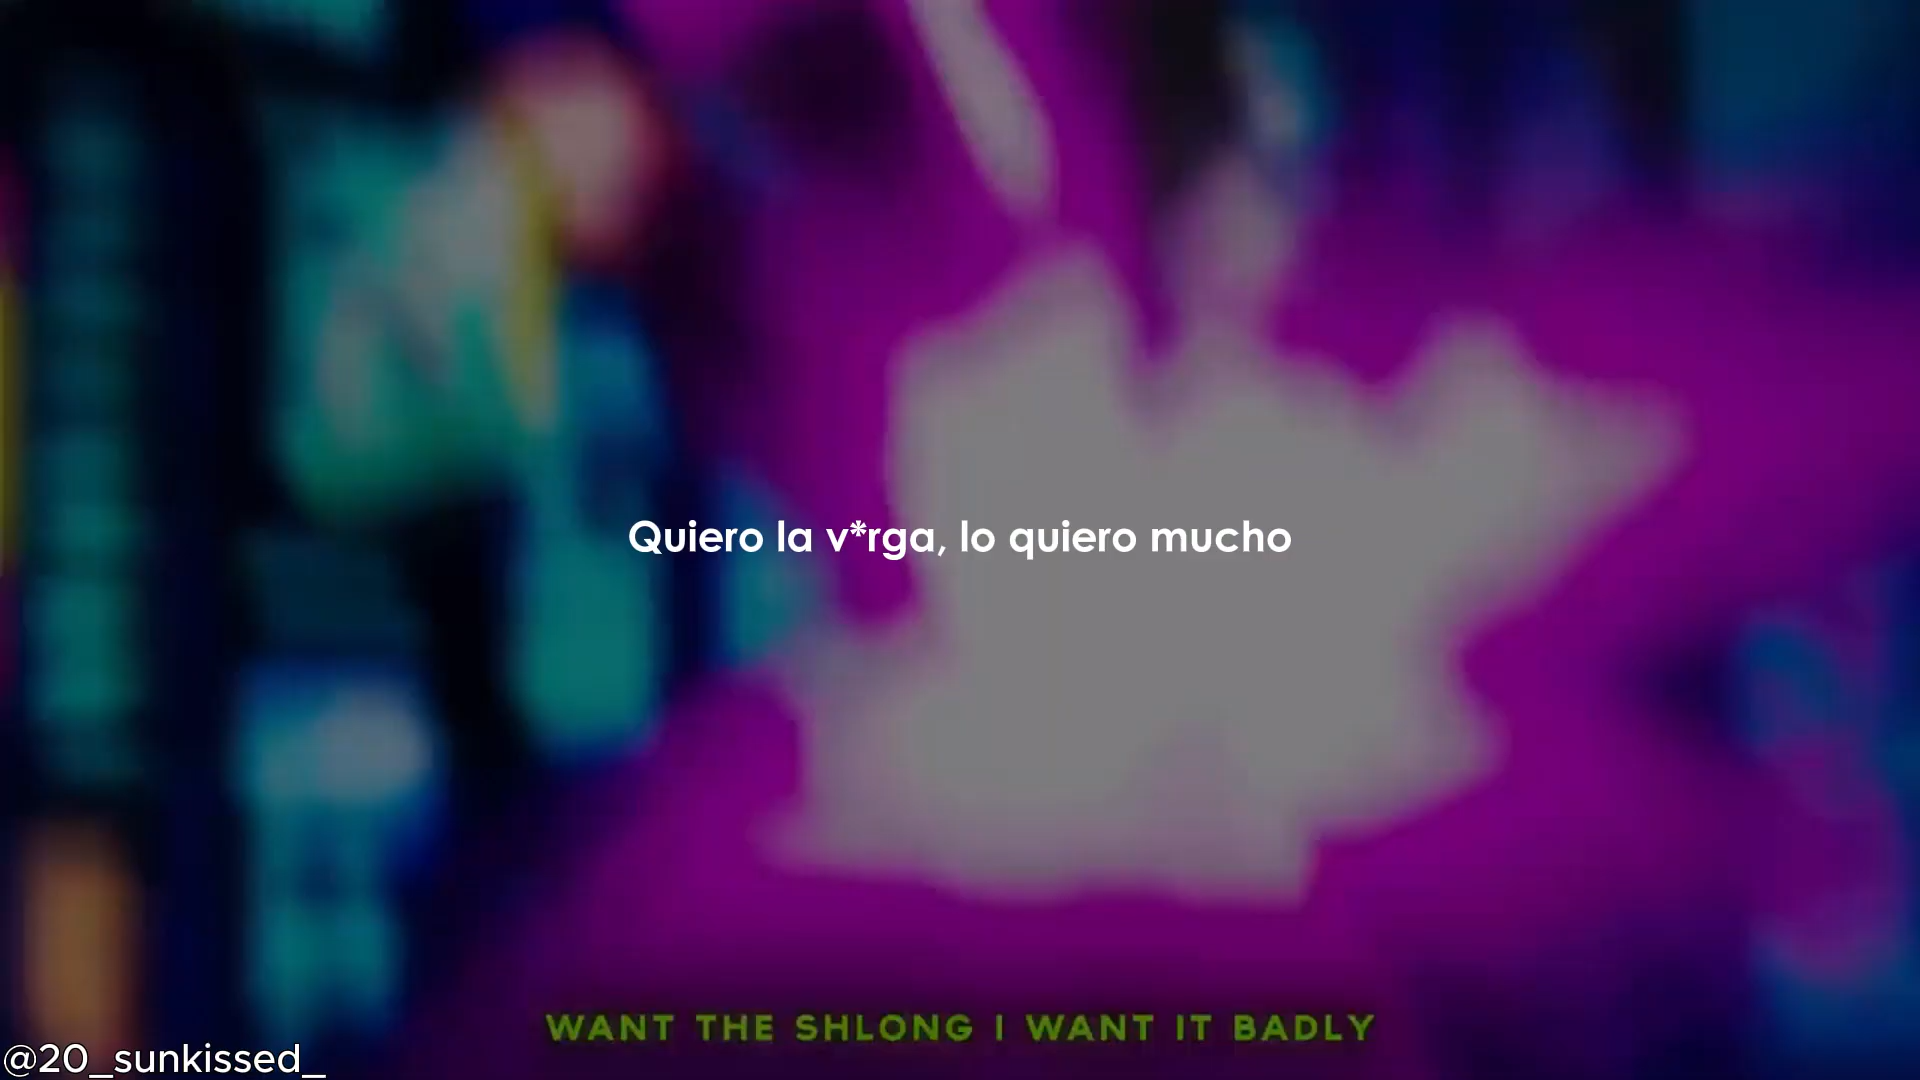 Quiero la v*rga, lo quiero mucho
WANT THE SHLONG I WANT IT BADLY
@20_sunkissed_